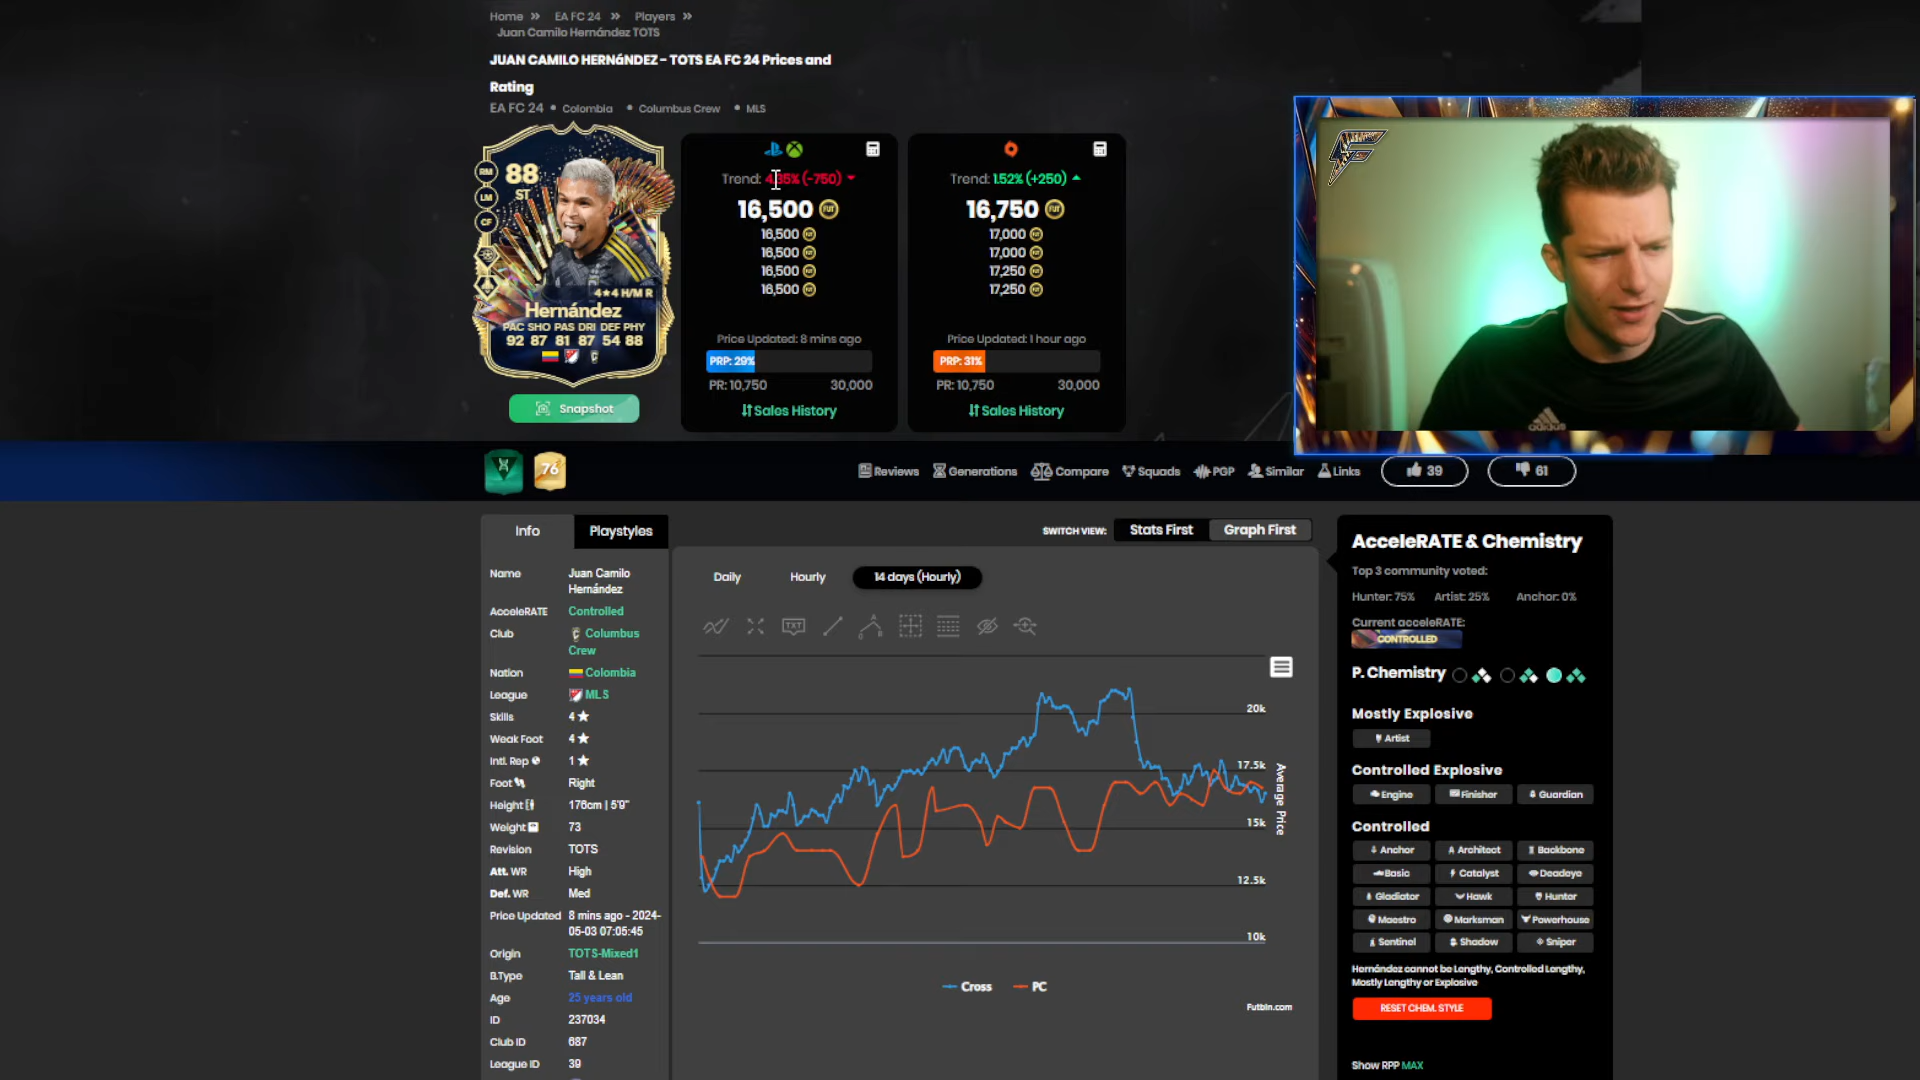 Home » EA FC 24 » Players »
Juan Camilo Hernández TOTS
JUAN CAMILO HERNáNDEZ - TOTS EA FC 24 Prices and
Rating
EA FC 24 • Colombia • Columbus Crew • MLS
RM
LM
CF
88
ST
4★4 H/M R
Hernández
PAC SHO PAS DRI DEF PHY
92 87 81 87 54 88
Snapshot
Trend: 4.35% (-750)
16,500
16,500
16,500
16,500
16,500
Price Updated: 8 mins ago
PRP: 29%
PR: 10,750 30,000
Sales History
Trend: 1.52% (+250)
16,750
17,000
17,000
17,250
17,250
Price Updated: 1 hour ago
PRP: 31%
PR: 10,750 30,000
Sales History
adidas
76
Reviews Generations Compare Squads PGP Similar Links 39 61
Info Playstyles
Name Juan Camilo
Hernández
AcceleRATE Controlled
Club Columbus
Crew
Nation Colombia
League MLS
Skills 4★
Weak Foot 4★
Intl. Rep 1★
Foot Right
Height 176cm | 5'9"
Weight 73
Revision TOTS
Att. WR High
Def. WR Med
Price Updated 8 mins ago - 2024-
05-03 07:05:45
Origin TOTS-Mixed1
B.Type Tall & Lean
Age 25 years old
ID 237034
Club ID 687
League ID 39
SWITCH VIEW: Stats First Graph First
Daily Hourly 14 days (Hourly)
TXT
20k
17.5k
15k
12.5k
10k
Average Price
Cross PC
Futbin.com
AcceleRATE & Chemistry
Top 3 community voted:
Hunter: 75% Artist: 25% Anchor: 0%
Current acceleRATE:
CONTROLLED
P. Chemistry
Mostly Explosive
Artist
Controlled Explosive
Engine Finisher Guardian
Controlled
Anchor Architect Backbone
Basic Catalyst Deadeye
Gladiator Hawk Hunter
Maestro Marksman Powerhouse
Sentinel Shadow Sniper
Hernández cannot be Lengthy, Controlled Lengthy,
Mostly Lengthy or Explosive
RESET CHEM. STYLE
Show RPP MAX